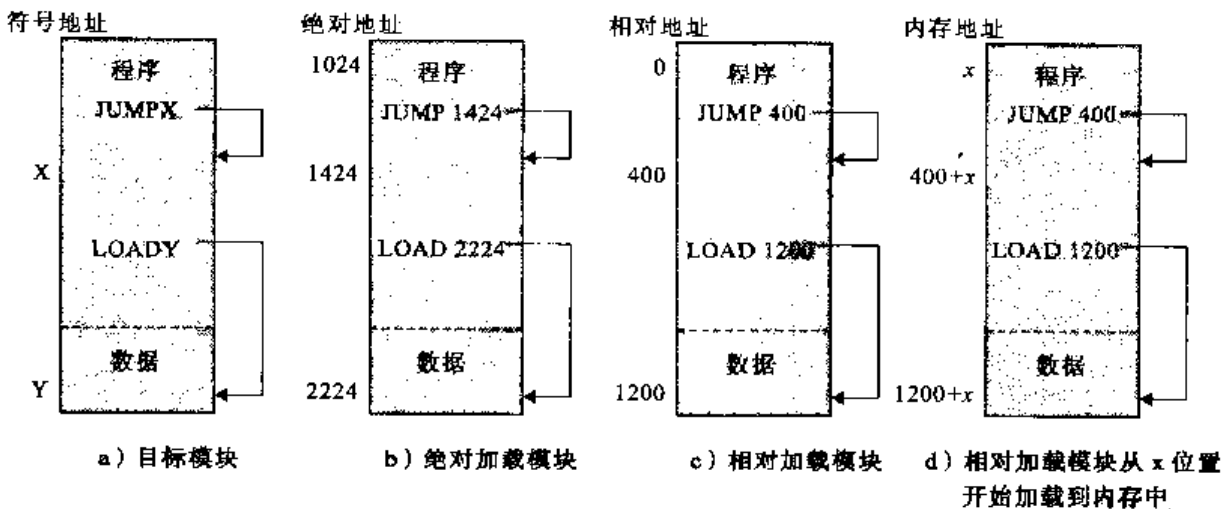 符号地址
程序
JUMPX
X
LOADY
数据
Y
a）目标模块
绝对地址
1024
程序
JUMP 1424
1424
LOAD 2224
数据
2224
b）绝对加载模块
相对地址
0
程序
JUMP 400
400
LOAD 1200
数据
1200
c）相对加载模块
内存地址
x
程序
JUMP 400
400+x
LOAD 1200
数据
1200+x
d）相对加载模块从 x 位置
开始加载到内存中